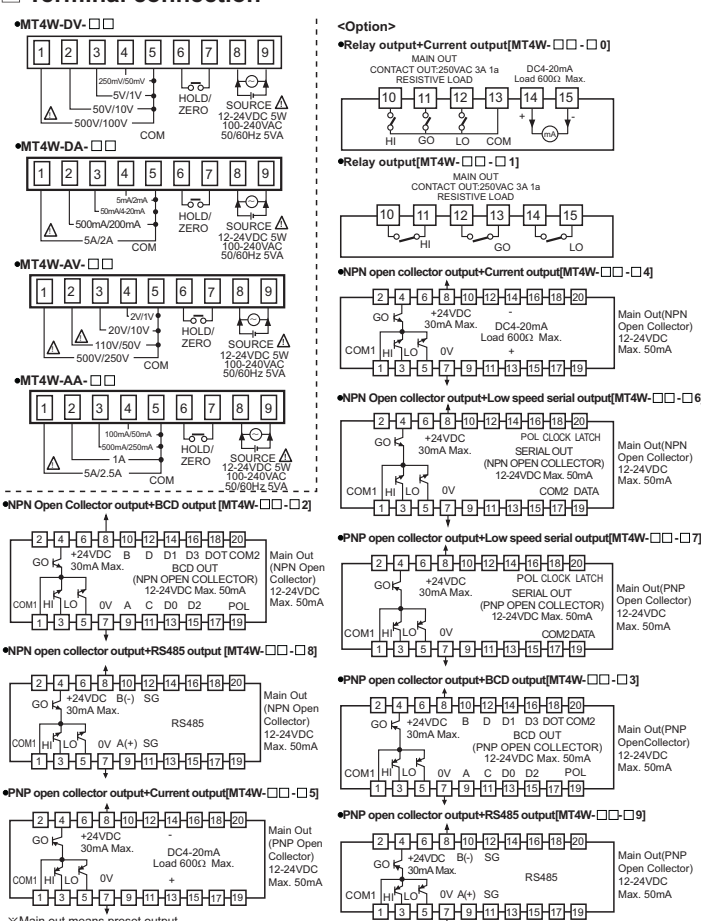 □ Terminal connection
●MT4W-DV-□□
1 2 3 4 5 6 7 8 9
250mV/50mV
5V/1V
50V/10V
500V/100V
COM
HOLD/
ZERO
SOURCE
12-24VDC 5W
100-240VAC
50/60Hz 5VA
●MT4W-DA-□□
1 2 3 4 5 6 7 8 9
5mA/2mA
50mA/4-20mA
500mA/200mA
5A/2A
COM
HOLD/
ZERO
SOURCE
12-24VDC 5W
100-240VAC
50/60Hz 5VA
●MT4W-AV-□□
1 2 3 4 5 6 7 8 9
2V/1V
20V/10V
110V/50V
500V/250V
COM
HOLD/
ZERO
SOURCE
12-24VDC 5W
100-240VAC
50/60Hz 5VA
●MT4W-AA-□□
1 2 3 4 5 6 7 8 9
100mA/50mA
500mA/250mA
1A
5A/2.5A
COM
HOLD/
ZERO
SOURCE
12-24VDC 5W
100-240VAC
50/60Hz 5VA
●NPN Open Collector output+BCD output [MT4W-□□-□2]
2 4 6 8 10 12 14 16 18 20
+24VDC B D D1 D3 DOT COM2
GO 30mA Max.
BCD OUT
(NPN OPEN COLLECTOR)
12-24VDC Max. 50mA
COM1 HI LO 0V A C D0 D2 POL
1 3 5 7 9 11 13 15 17 19
Main Out
(NPN Open
Collector)
12-24VDC
Max. 50mA
●NPN open collector output+RS485 output [MT4W-□□-□8]
2 4 6 8 10 12 14 16 18 20
+24VDC B(-) SG
GO 30mA Max.
RS485
COM1 HI LO 0V A(+) SG
1 3 5 7 9 11 13 15 17 19
Main Out
(NPN Open
Collector)
12-24VDC
Max. 50mA
●PNP open collector output+Current output[MT4W-□□-□5]
2 4 6 8 10 12 14 16 18 20
+24VDC -
GO 30mA Max.
DC4-20mA
Load 600Ω Max.
COM1 HI LO 0V +
1 3 5 7 9 11 13 15 17 19
Main Out
(PNP Open
Collector)
12-24VDC
Max. 50mA
※Main out means preset output
<Option>
●Relay output+Current output[MT4W-□□-□0]
MAIN OUT
CONTACT OUT:250VAC 3A 1a
RESISTIVE LOAD
DC4-20mA
Load 600Ω Max.
10 11 12 13 14 15
+ mA -
HI GO LO COM
●Relay output[MT4W-□□-□1]
MAIN OUT
CONTACT OUT:250VAC 3A 1a
RESISTIVE LOAD
10 11 12 13 14 15
HI GO LO
●NPN open collector output+Current output[MT4W-□□-□4]
2 4 6 8 10 12 14 16 18 20
GO +24VDC -
30mA Max. DC4-20mA
Load 600Ω Max.
COM1 HI LO 0V +
1 3 5 7 9 11 13 15 17 19
Main Out(NPN
Open Collector)
12-24VDC
Max. 50mA
●NPN Open collector output+Low speed serial output[MT4W-□□-□6
2 4 6 8 10 12 14 16 18 20
GO +24VDC POL CLOCK LATCH
30mA Max. SERIAL OUT
(NPN OPEN COLLECTOR)
12-24VDC Max. 50mA
COM1 HI LO 0V COM2 DATA
1 3 5 7 9 11 13 15 17 19
Main Out(NPN
Open Collector)
12-24VDC
Max. 50mA
●PNP open collector output+Low speed serial output[MT4W-□□-□7]
2 4 6 8 10 12 14 16 18 20
GO +24VDC POL CLOCK LATCH
30mA Max. SERIAL OUT
(PNP OPEN COLLECTOR)
12-24VDC Max. 50mA
COM1 HI LO 0V COM2 DATA
1 3 5 7 9 11 13 15 17 19
Main Out(PNP
Open Collector)
12-24VDC
Max. 50mA
●PNP open collector output+BCD output[MT4W-□□-□3]
2 4 6 8 10 12 14 16 18 20
GO +24VDC B D D1 D3 DOT COM2
30mA Max. BCD OUT
(PNP OPEN COLLECTOR)
12-24VDC Max. 50mA
COM1 HI LO 0V A C D0 D2 POL
1 3 5 7 9 11 13 15 17 19
Main Out(PNP
OpenCollector)
12-24VDC
Max. 50mA
●PNP open collector output+RS485 output[MT4W-□□-□9]
2 4 6 8 10 12 14 16 18 20
GO +24VDC B(-) SG
30mA Max.
RS485
COM1 HI LO 0V A(+) SG
1 3 5 7 9 11 13 15 17 19
Main Out(PNP
Open Collector)
12-24VDC
Max. 50mA